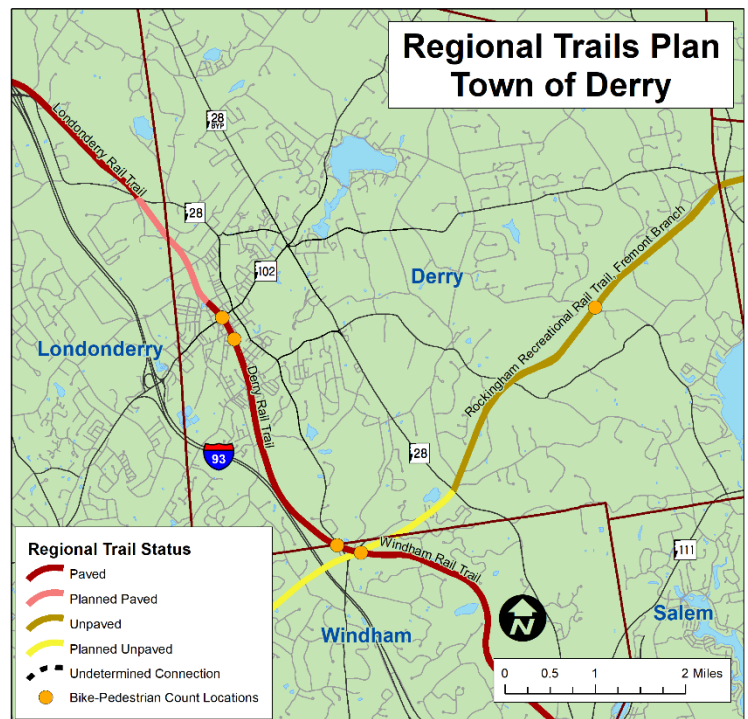 Regional Trails Plan
Town of Derry
Londonderry Rail Trail
28
BYP
28
102
Derry
Rockingham Recreational Rail Trail, Fremont Branch
Londonderry
Derry Rail Trail
93
28
Windham Rail Trail
111
Salem
Windham
N
Regional Trail Status
Paved
Planned Paved
Unpaved
Planned Unpaved
Undetermined Connection
Bike-Pedestrian Count Locations
0 0.5 1 2 Miles